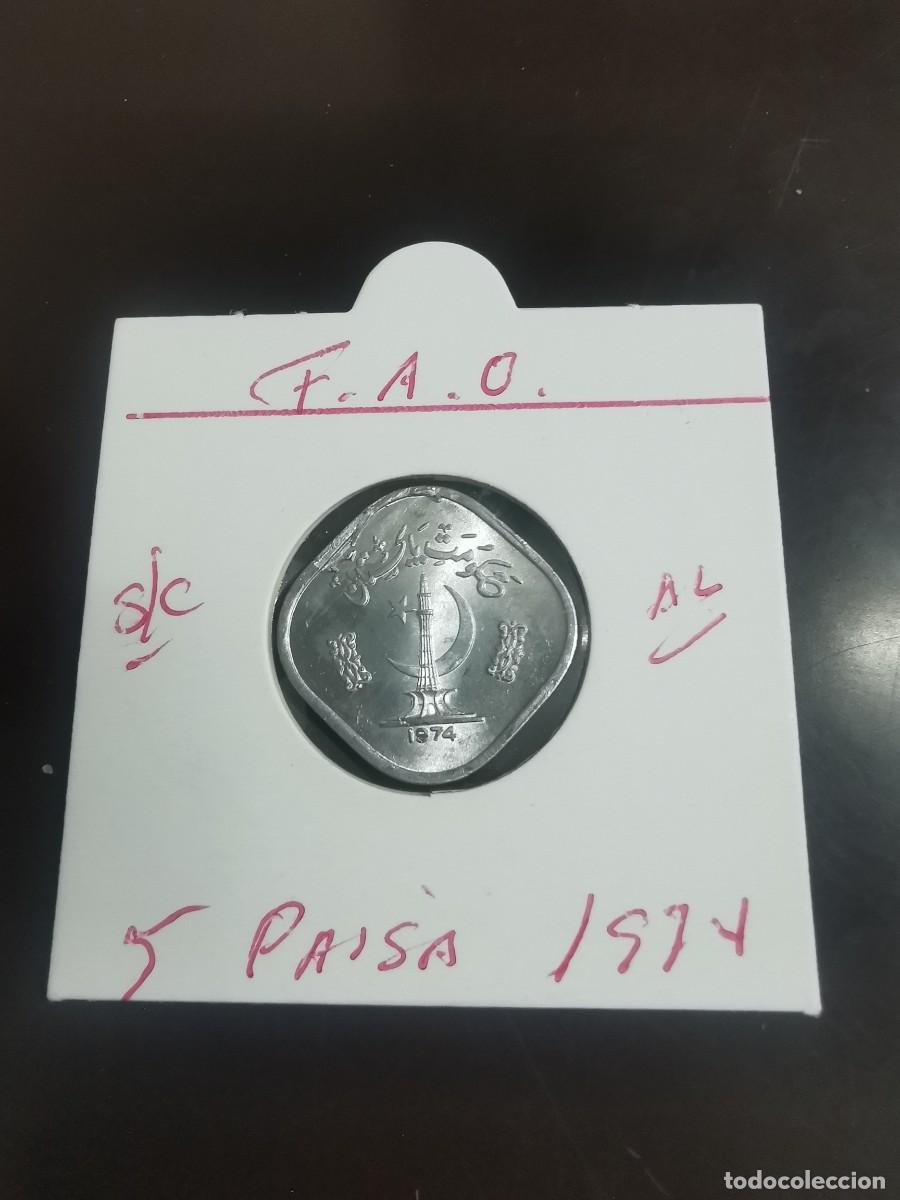 F.A.O.
حکومت پاکستان
S/C
AL
1974
5 PAISA 1974
todocoleccion